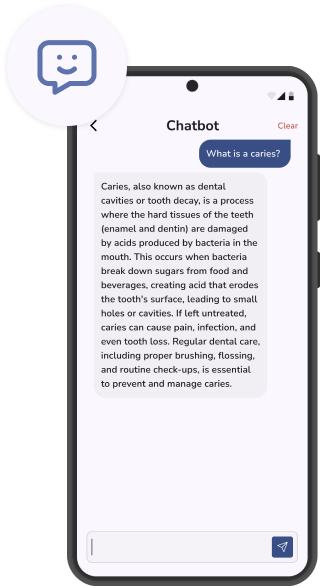 Chatbot
Clear
What is a caries?
Caries, also known as dental
cavities or tooth decay, is a process
where the hard tissues of the teeth
(enamel and dentin) are damaged
by acids produced by bacteria in the
mouth. This occurs when bacteria
break down sugars from food and
beverages, creating acid that erodes
the tooth's surface, leading to small
holes or cavities. If left untreated,
caries can cause pain, infection, and
even tooth loss. Regular dental care,
including proper brushing, flossing,
and routine check-ups, is essential
to prevent and manage caries.